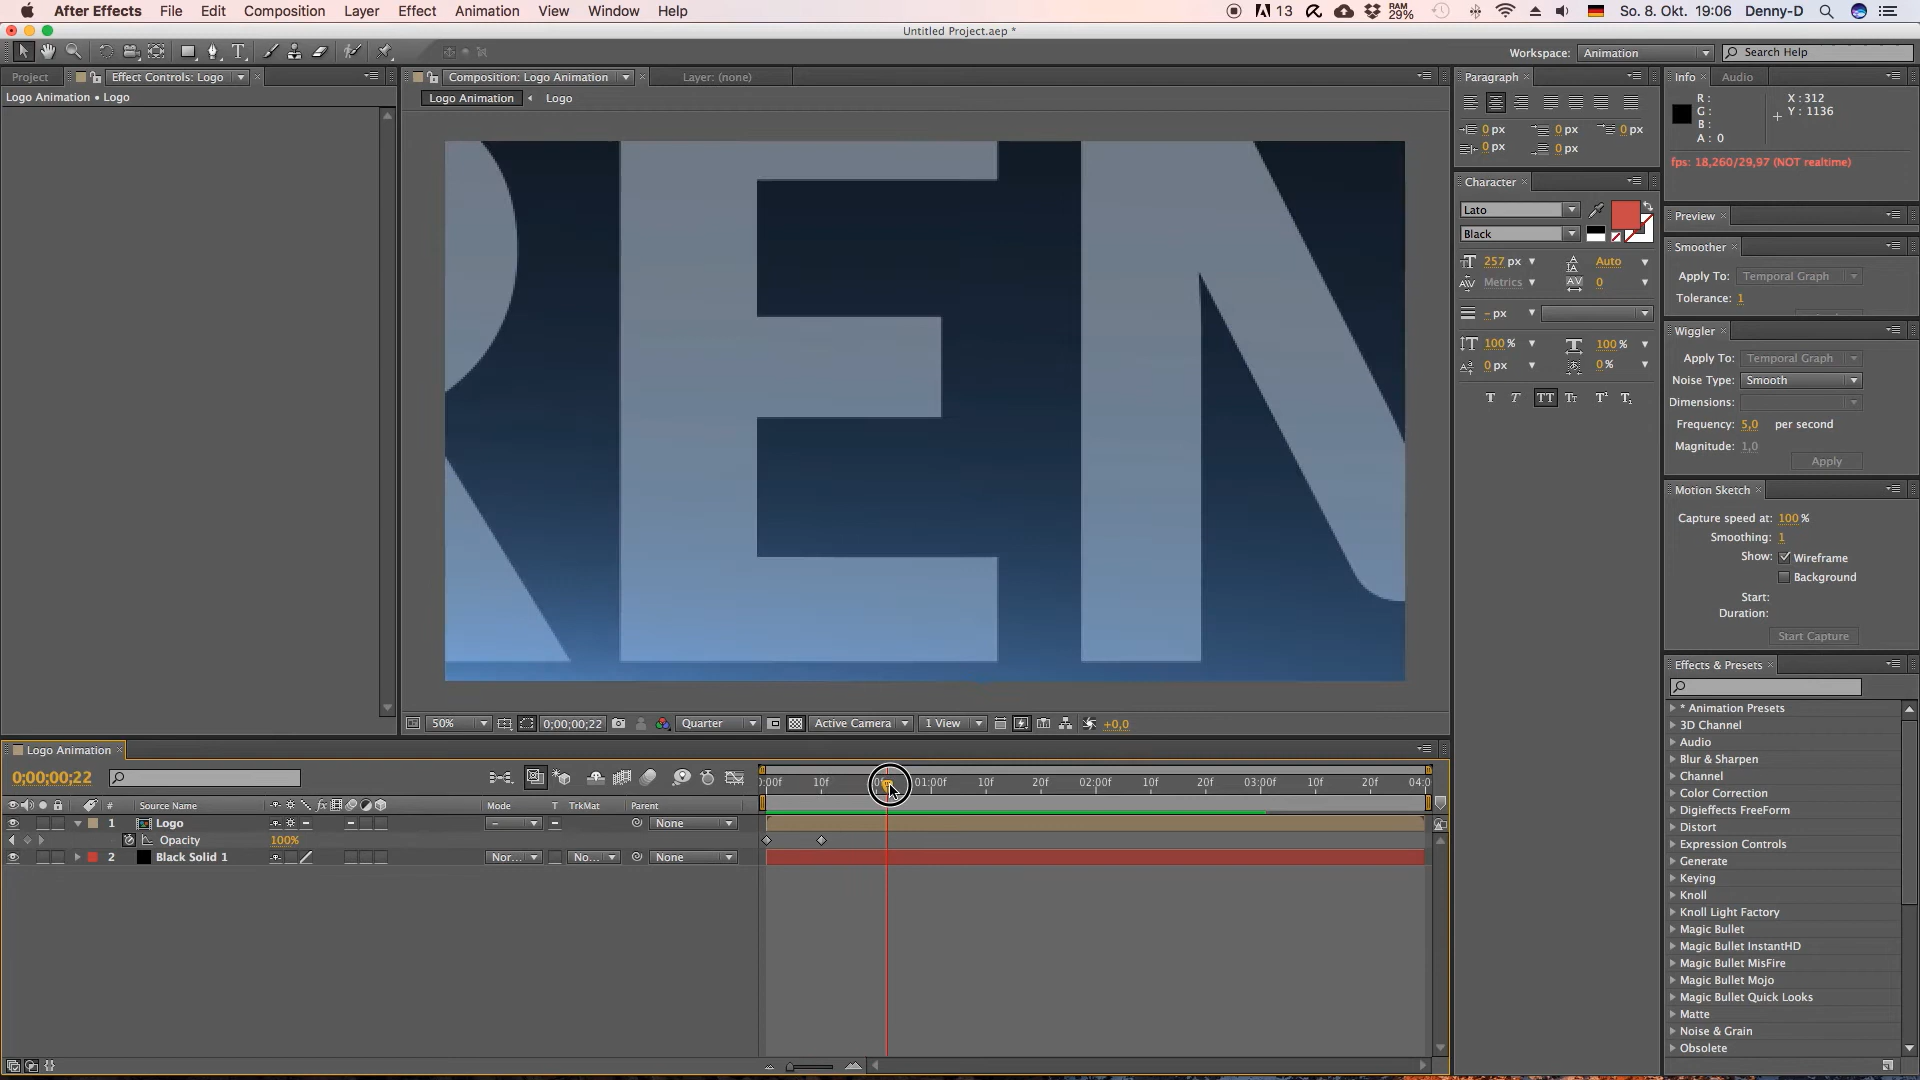 After Effects File Edit Composition Layer Effect Animation View Window Help
13 RAM 29% So. 8. Okt. 19:06 Denny-D
Untitled Project.aep *
Workspace: Animation Search Help
Project Effect Controls: Logo
Composition: Logo Animation Layer: (none)
Logo Animation • Logo
Logo Animation Logo
REN
50% 0;00;00;22 Quarter Active Camera 1 View +0,0
Paragraph
0 px 0 px 0 px
0 px 0 px
Character
Lato
Black
257 px Auto
Metrics 0
- px
100 % 100 %
0 px 0 %
T T TT Tt T¹ T₁
Info Audio
R : X : 312
G : Y : 1136
B :
A : 0
fps: 18,260/29,97 (NOT realtime)
Preview
Smoother
Apply To: Temporal Graph
Tolerance: 1
Wiggler
Apply To: Temporal Graph
Noise Type: Smooth
Dimensions:
Frequency: 5,0 per second
Magnitude: 1,0
Apply
Motion Sketch
Capture speed at: 100 %
Smoothing: 1
Show: Wireframe
Background
Start:
Duration:
Start Capture
Effects & Presets
* Animation Presets
3D Channel
Audio
Blur & Sharpen
Channel
Color Correction
Digieffects FreeForm
Distort
Expression Controls
Generate
Keying
Knoll
Knoll Light Factory
Magic Bullet
Magic Bullet InstantHD
Magic Bullet MisFire
Magic Bullet Mojo
Magic Bullet Quick Looks
Matte
Noise & Grain
Obsolete
Logo Animation
0;00;00;22
10f 01:00f 10f 20f 02:00f 10f 20f 03:00f 10f 20f
# Source Name Mode T TrkMat Parent
1 Logo - None
Opacity 100%
2 Black Solid 1 Nor... No... None